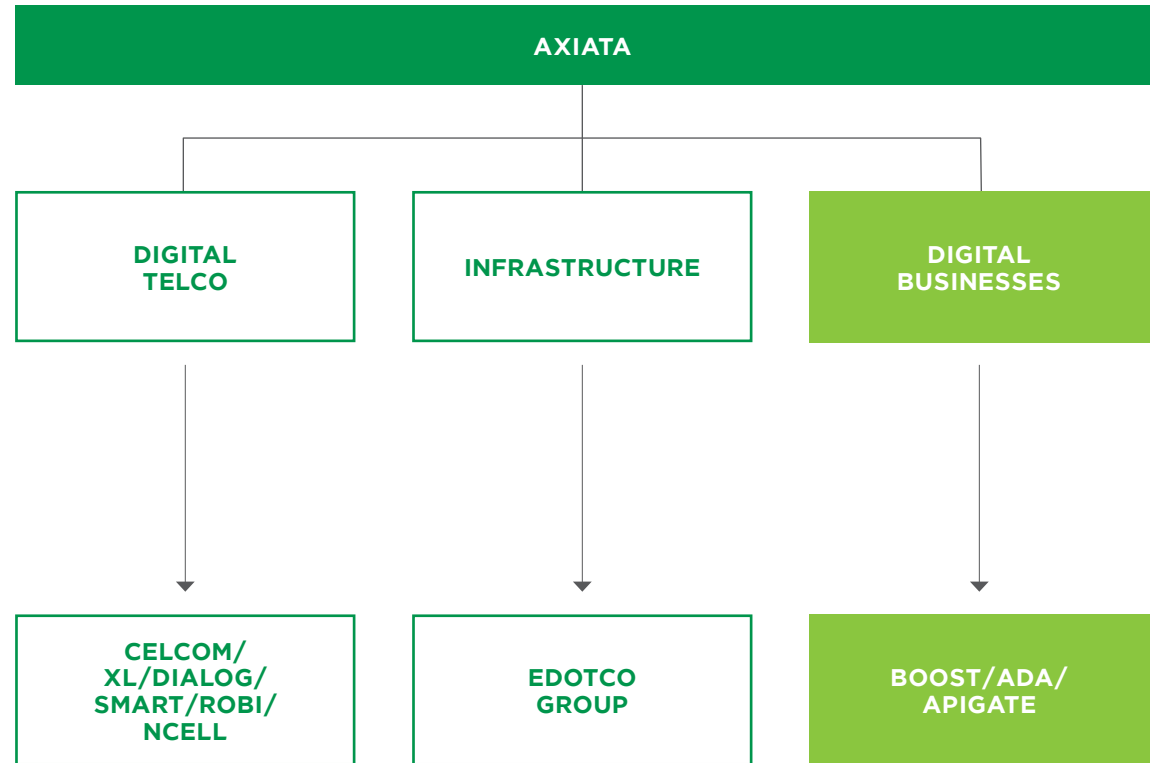 AXIATA
DIGITAL
TELCO
INFRASTRUCTURE
DIGITAL
BUSINESSES
CELCOM/
XL/DIALOG/
SMART/ROBI/
NCELL
EDOTCO
GROUP
BOOST/ADA/
APIGATE